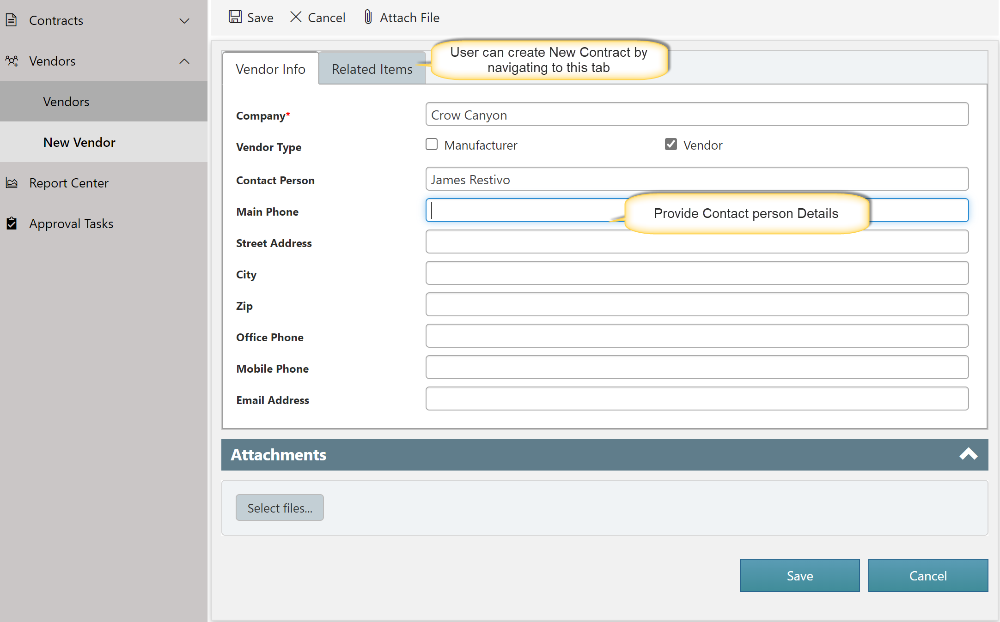 Contracts
Vendors
Vendors
New Vendor
Report Center
Approval Tasks
Save
Cancel
Attach File
Vendor Info
Related Items
User can create New Contract by
navigating to this tab
Company*
Crow Canyon
Vendor Type
Manufacturer
Vendor
Contact Person
James Restivo
Main Phone
Provide Contact person Details
Street Address
City
Zip
Office Phone
Mobile Phone
Email Address
Attachments
Select files...
Save
Cancel